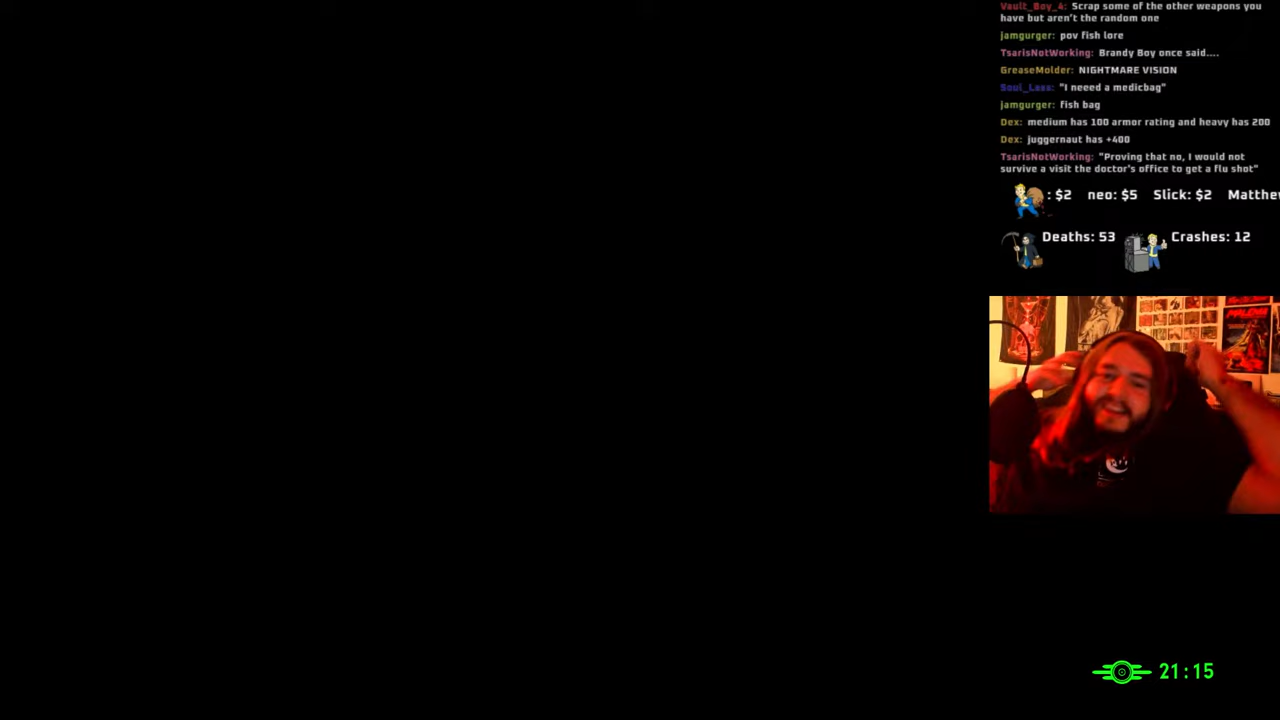 Vault_Boy_4: Scrap some of the other weapons you
have but aren't the random one
jamgurger: pov fish lore
TsarisNotWorking: Brandy Boy once said....
GreaseMolder: NIGHTMARE VISION
Soul_Lass: "I neeed a medicbag"
jamgurger: fish bag
Dex: medium has 100 armor rating and heavy has 200
Dex: juggernaut has +400
TsarisNotWorking: "Proving that no, I would not
survive a visit the doctor's office to get a flu shot"
: $2 neo: $5 Slick: $2 Matthew
Deaths: 53 Crashes: 12
21:15